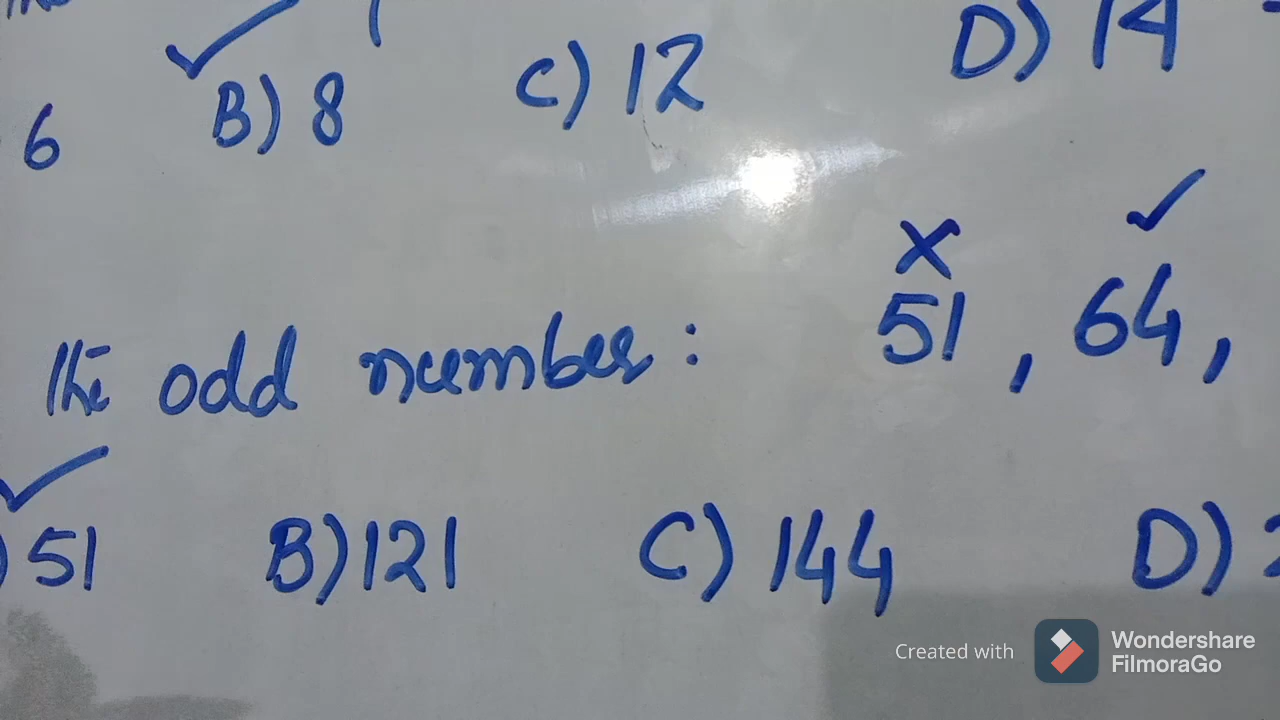 6 B) 8 C) 12 D) 14
51, 64,
the odd number :
) 51 B) 121 C) 144 D)
Created with Wondershare FilmoraGo